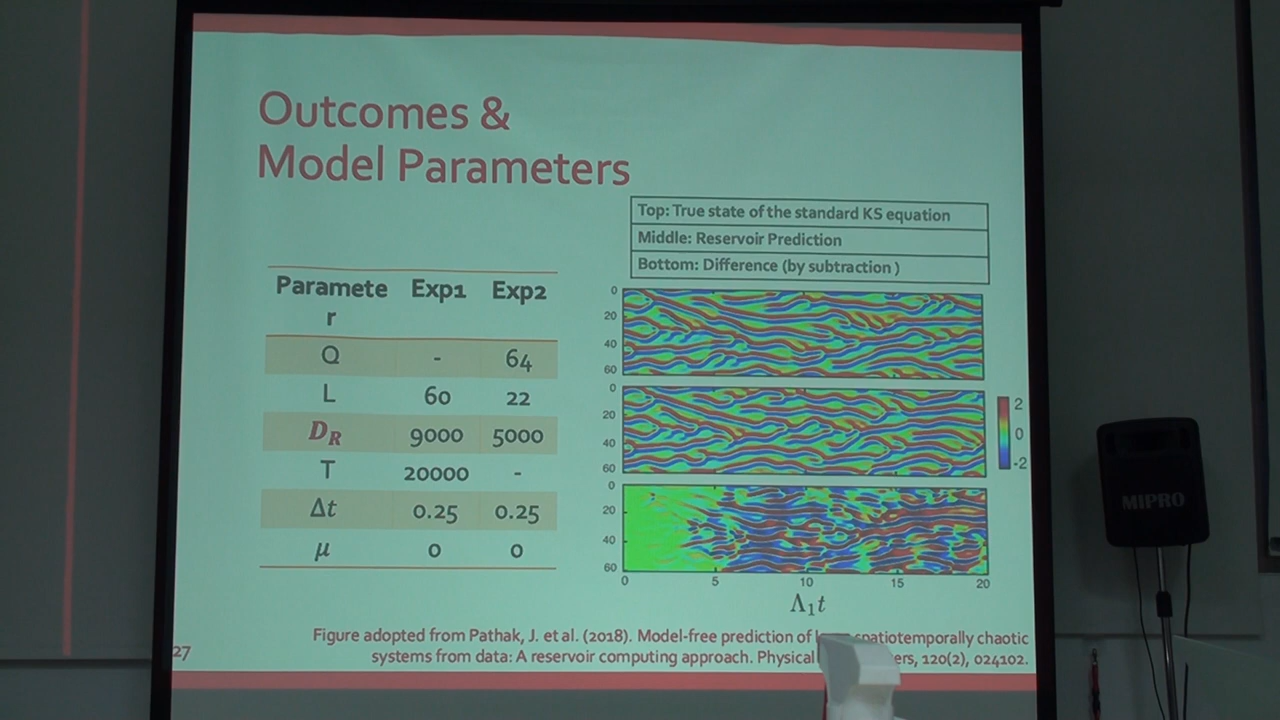 Outcomes &
Model Parameters
Top: True state of the standard KS equation
Middle: Reservoir Prediction
Bottom: Difference (by subtraction )
Paramete Exp1 Exp2
r
Q - 64
L 60 22
D_R 9000 5000
T 20000 -
Δt 0.25 0.25
μ 0 0
0
20
40
60
0
20
40
60
0
20
40
60
2
0
-2
0 5 10 15 20
Λ₁t
Figure adopted from Pathak, J. et al. (2018). Model-free prediction of spatiotemporally chaotic
systems from data: A reservoir computing approach. Physical ers, 120(2), 024102.
27
MIPRO